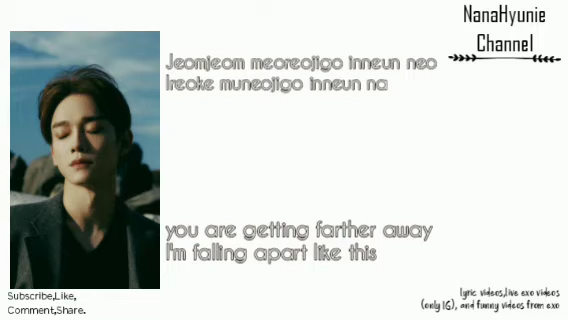 NanaHyunie
Channel
Jeomjeom meoreojigo inneun neo
Ireoke muneojigo inneun na
you are getting farther away
I'm falling apart like this
Subscribe,Like,
Comment,Share.
lyric videos,live exo videos
(only IG), and funny videos from exo